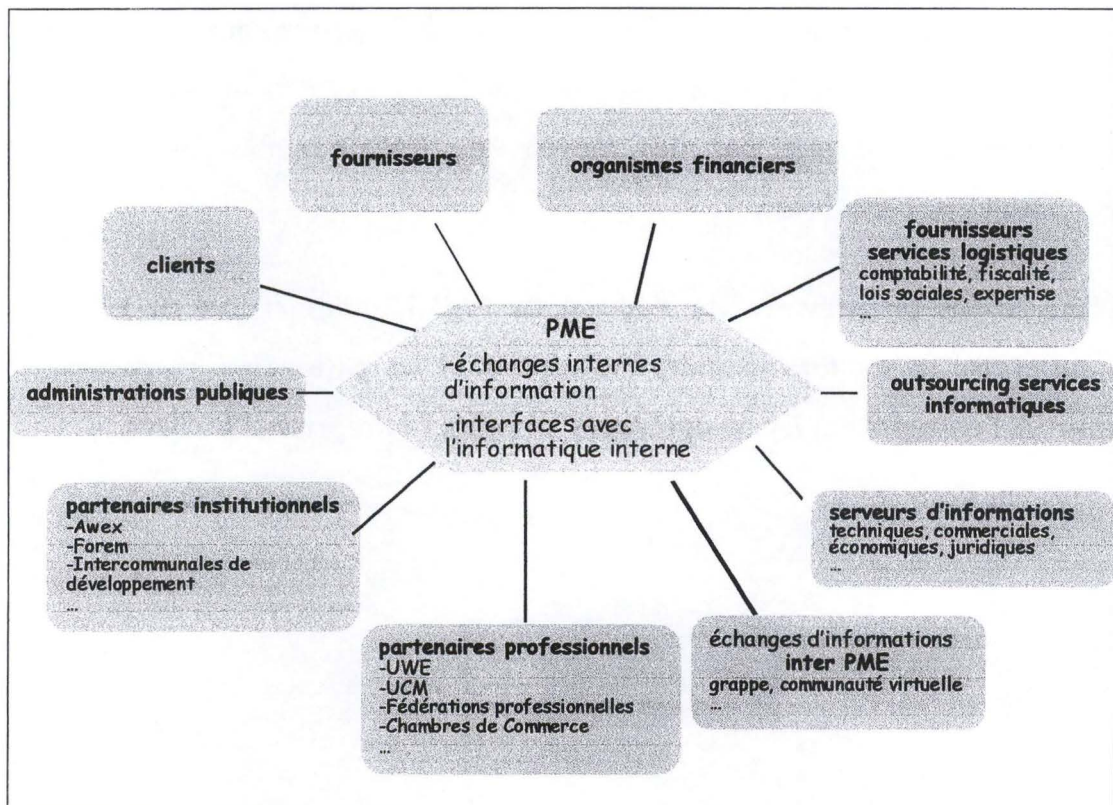 fournisseurs
organismes financiers
clients
fournisseurs
services logistiques
comptabilité, fiscalité,
lois sociales, expertise
...
PME
-échanges internes
d'information
-interfaces avec
l'informatique interne
administrations publiques
outsourcing services
informatiques
partenaires institutionnels
-Awex
-Forem
-Intercommunales de
développement
...
serveurs d'informations
techniques, commerciales,
économiques, juridiques
...
partenaires professionnels
-UWE
-UCM
-Fédérations professionnelles
-Chambres de Commerce
...
échanges d'informations
inter PME
grappe, communauté virtuelle
...